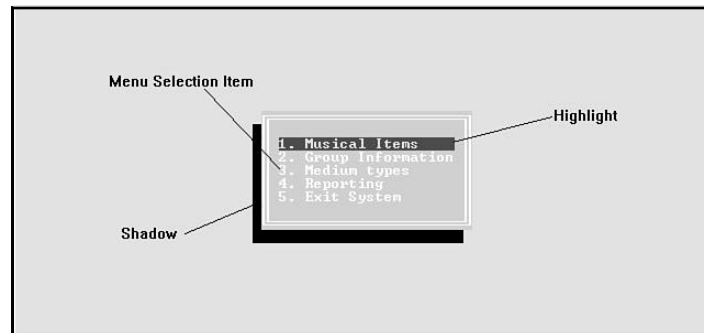 Menu Selection Item
Highlight
1. Musical Items
2. Group Information
3. Medium types
4. Reporting
5. Exit System
Shadow